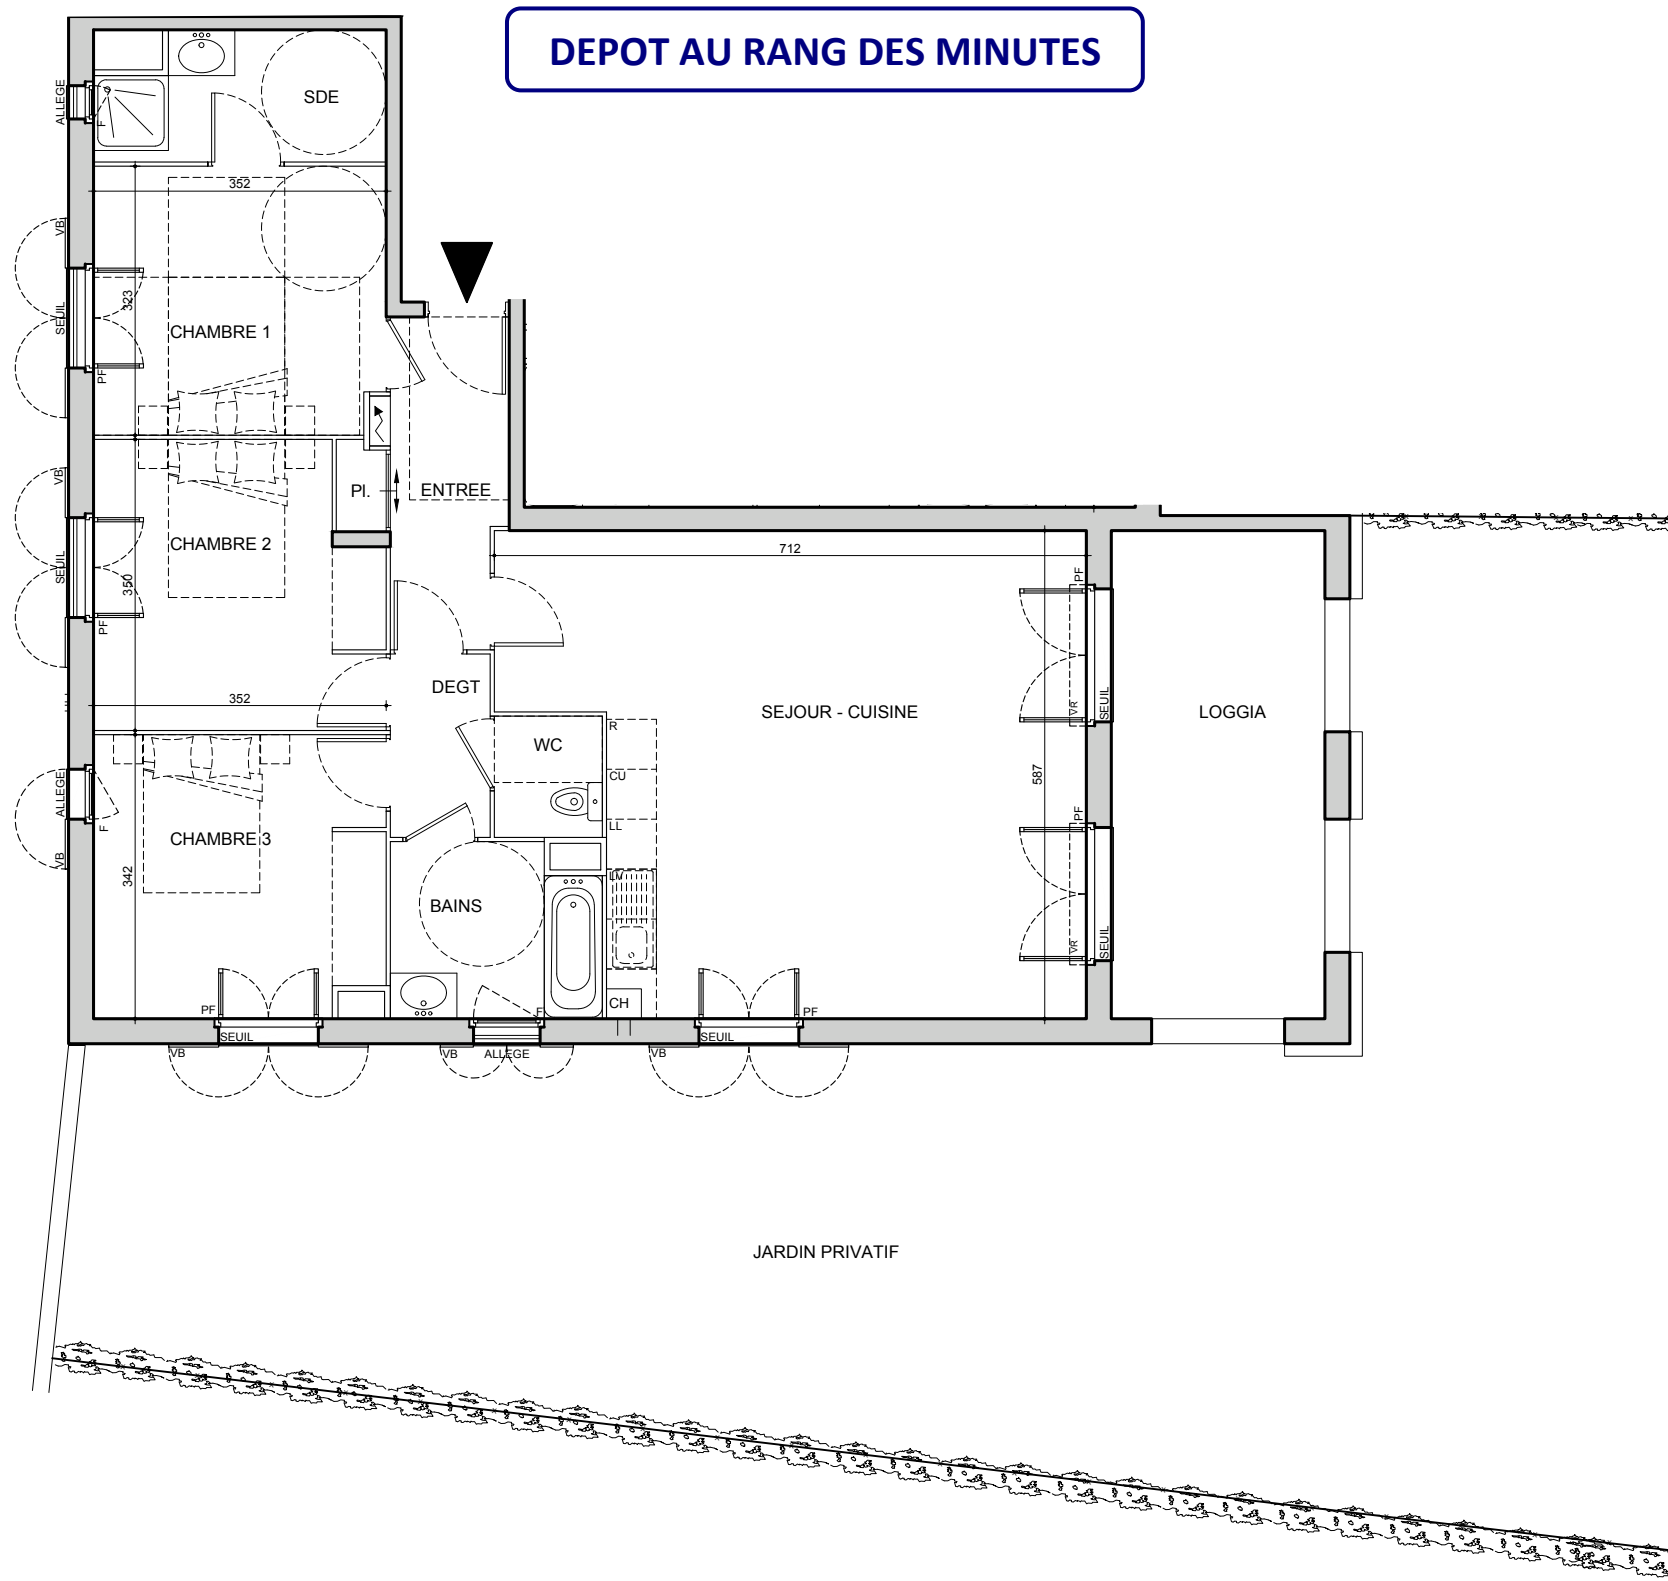 DEPOT AU RANG DES MINUTES
ALLEGE
F
SDE
352
VB
323
SEUIL
CHAMBRE 1
PF
VB
Pl.
ENTREE
CHAMBRE 2
SEUIL
350
712
PF
PF
352
DEGT
SEJOUR - CUISINE
VR
SEUIL
LOGGIA
R
WC
CU
587
ALLEGE
F
LL
PF
CHAMBRE 3
VB
342
LV
BAINS
VR
SEUIL
PF
F
CH
PF
SEUIL
SEUIL
VB
VB
ALLEGE
VB
JARDIN PRIVATIF